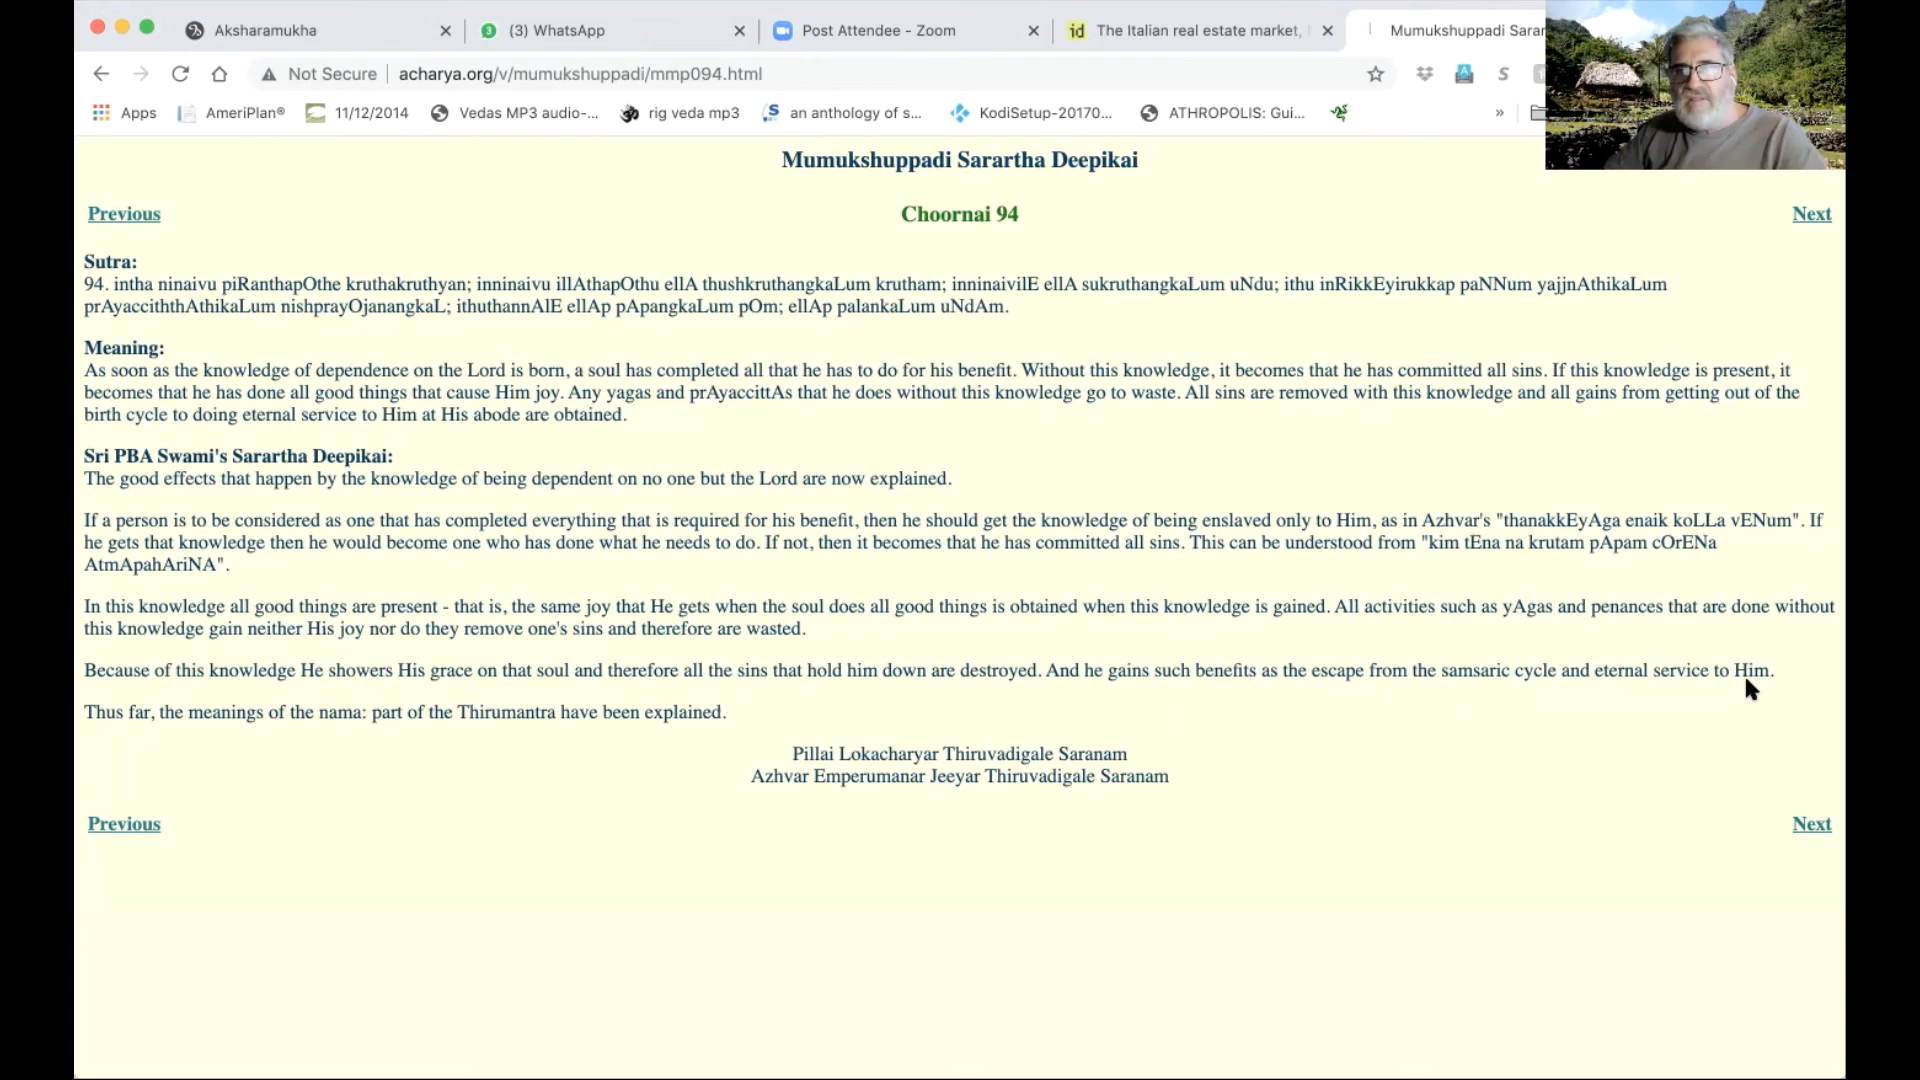 Aksharamukha
(3) WhatsApp
Post Attendee - Zoom
id The Italian real estate market,
Mumukshuppadi Sarar
Not Secure acharya.org/v/mumukshuppadi/mmp094.html
S
Apps AmeriPlan® 11/12/2014 Vedas MP3 audio-... rig veda mp3 an anthology of s... KodiSetup-20170... ATHROPOLIS: Gui... »
Mumukshuppadi Sarartha Deepikai
Previous Choornai 94 Next
Sutra:
94. intha ninaivu piRanthapOthe kruthakruthyan; inninaivu illAthapOthu ellA thushkruthangkaLum krutham; inninaivilE ellA sukruthangkaLum uNdu; ithu inRikkEyirukkap paNNum yajjnAthikaLum
prAyacciththAthikaLum nishprayOjanangkaL; ithuthannAlE ellAp pApangkaLum pOm; ellAp palankaLum uNdAm.
Meaning:
As soon as the knowledge of dependence on the Lord is born, a soul has completed all that he has to do for his benefit. Without this knowledge, it becomes that he has committed all sins. If this knowledge is present, it
becomes that he has done all good things that cause Him joy. Any yagas and prAyaccittAs that he does without this knowledge go to waste. All sins are removed with this knowledge and all gains from getting out of the
birth cycle to doing eternal service to Him at His abode are obtained.
Sri PBA Swami's Sarartha Deepikai:
The good effects that happen by the knowledge of being dependent on no one but the Lord are now explained.
If a person is to be considered as one that has completed everything that is required for his benefit, then he should get the knowledge of being enslaved only to Him, as in Azhvar's "thanakkEyAga enaik koLLa vENum". If
he gets that knowledge then he would become one who has done what he needs to do. If not, then it becomes that he has committed all sins. This can be understood from "kim tEna na krutam pApam cOrENa
AtmApahAriNA".
In this knowledge all good things are present - that is, the same joy that He gets when the soul does all good things is obtained when this knowledge is gained. All activities such as yAgas and penances that are done without
this knowledge gain neither His joy nor do they remove one's sins and therefore are wasted.
Because of this knowledge He showers His grace on that soul and therefore all the sins that hold him down are destroyed. And he gains such benefits as the escape from the samsaric cycle and eternal service to Him.
Thus far, the meanings of the nama: part of the Thirumantra have been explained.
Pillai Lokacharyar Thiruvadigale Saranam
Azhvar Emperumanar Jeeyar Thiruvadigale Saranam
Previous Next